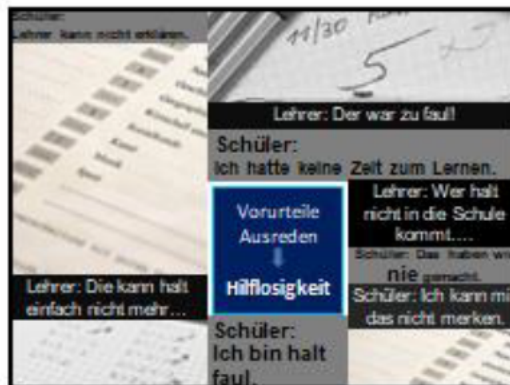 Schüler:
Lehrer kann nicht erklären.
11/30
5
Lehrer: Der war zu faul!
Schüler:
Ich hatte keine Zeit zum Lernen.
Vorurteile
Ausreden
Hilflosigkeit
Lehrer: Wer halt
nicht in die Schule
kommt....
Schüler: Das haben wir
nie gemacht.
Schüler: Ich kann mi
das nicht merken.
Lehrer: Die kann halt
einfach nicht mehr...
Schüler:
Ich bin halt
faul.